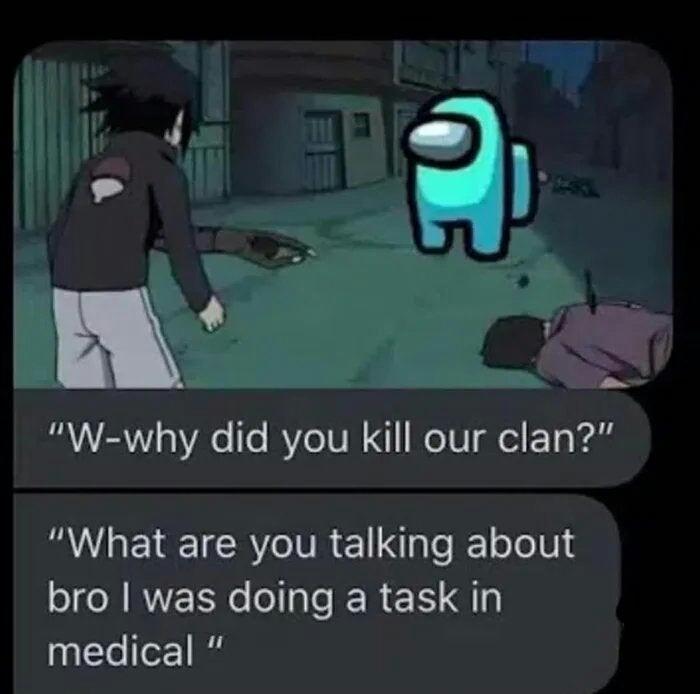 “W-why did you kill our clan?”
“What are you talking about
bro I was doing a task in
medical “